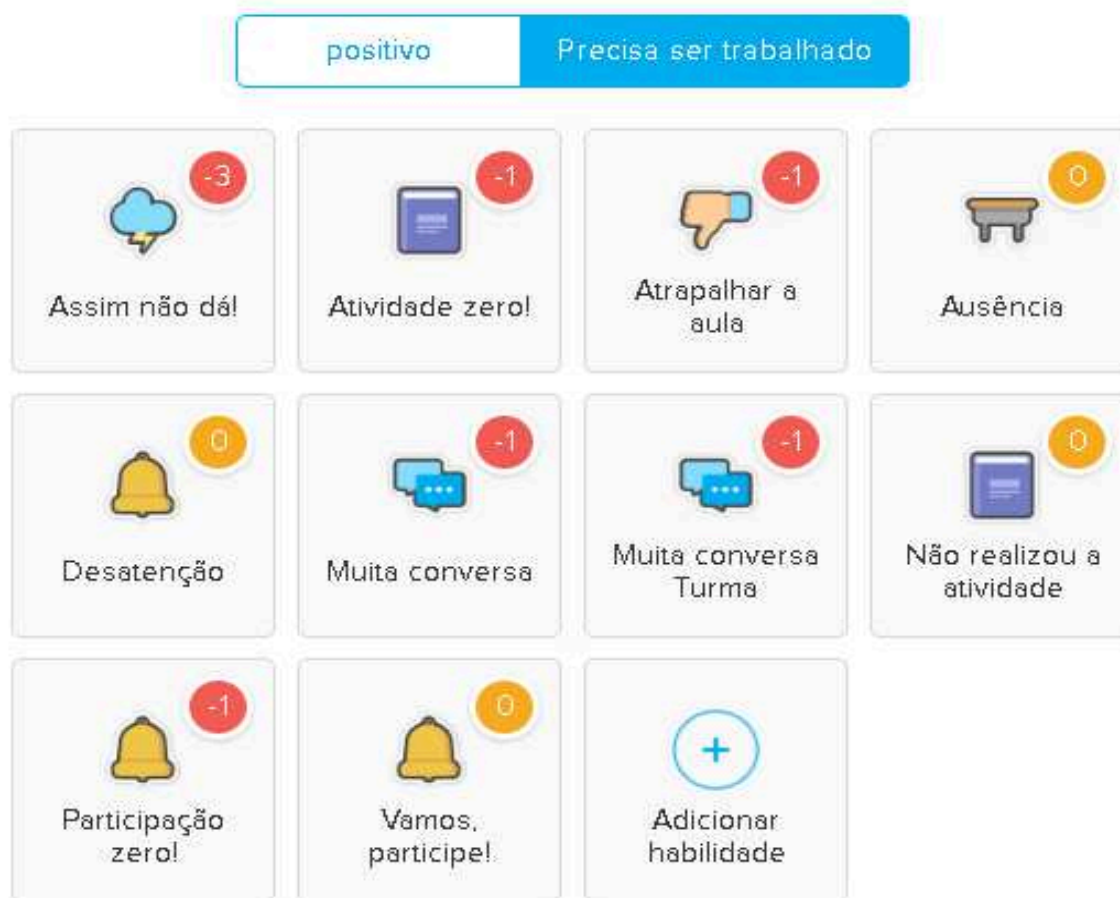 positivo
Precisa ser trabalhado
-3
Assim não dá!
-1
Atividade zero!
-1
Atrapalhar a
aula
0
Ausência
0
Desatenção
-1
Muita conversa
-1
Muita conversa
Turma
0
Não realizou a
atividade
-1
Participação
zero!
0
Vamos,
participe!
+
Adicionar
habilidade